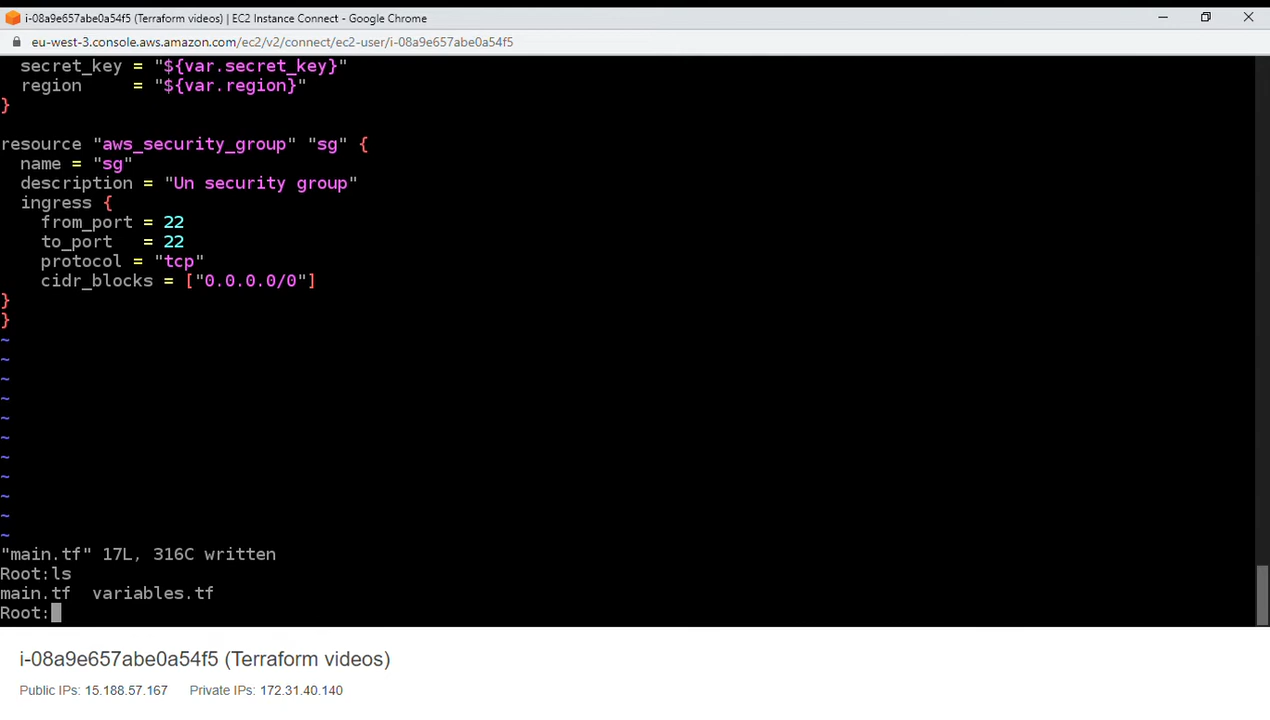 i-08a9e657abe0a54f5 (Terraform videos) | EC2 Instance Connect - Google Chrome
eu-west-3.console.aws.amazon.com/ec2/v2/connect/ec2-user/i-08a9e657abe0a54f5
  secret_key = "${var.secret_key}"
  region     = "${var.region}"
}

resource "aws_security_group" "sg" {
  name = "sg"
  description = "Un security group"
  ingress {
    from_port = 22
    to_port   = 22
    protocol = "tcp"
    cidr_blocks = ["0.0.0.0/0"]
}
}
~
~
~
~
~
~
~
~
~
~
~
"main.tf" 17L, 316C written
Root:ls
main.tf  variables.tf
Root:
i-08a9e657abe0a54f5 (Terraform videos)
Public IPs: 15.188.57.167    Private IPs: 172.31.40.140